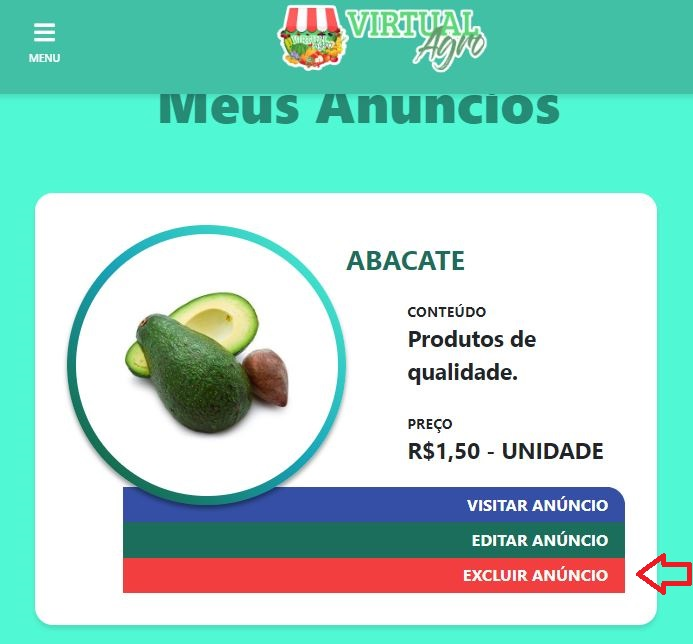 VIRTUAL
Agro
MENU
Meus Anúncios
ABACATE
CONTEÚDO
Produtos de
qualidade.
PREÇO
R$1,50 - UNIDADE
VISITAR ANÚNCIO
EDITAR ANÚNCIO
EXCLUIR ANÚNCIO